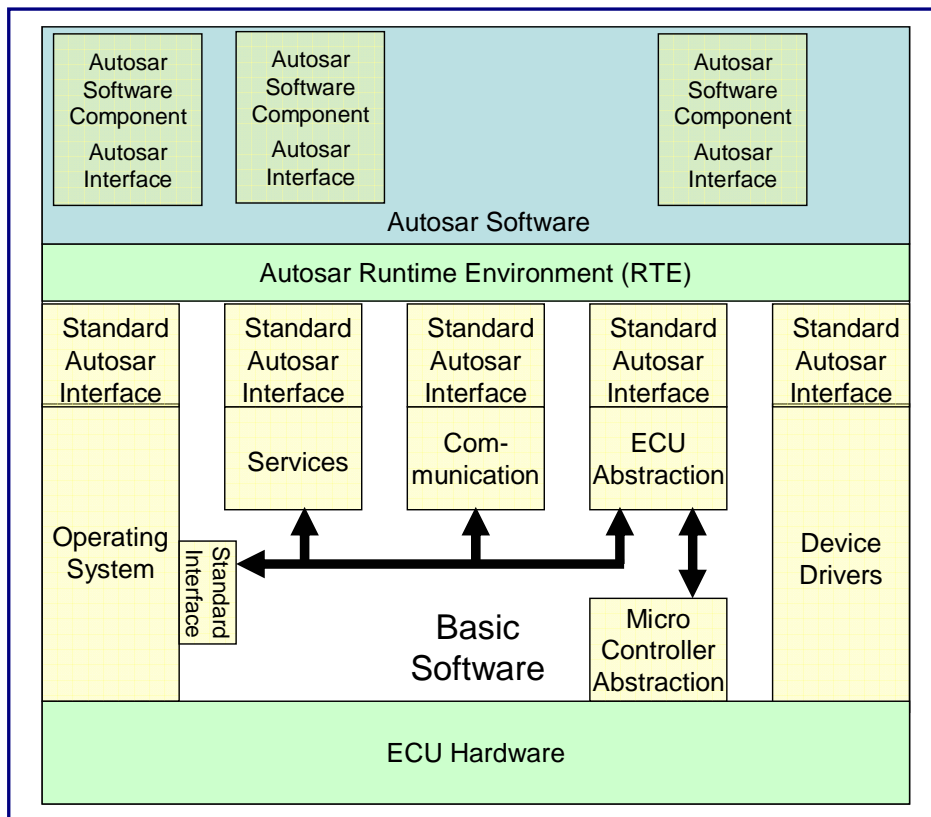 Autosar
Software
Component
Autosar
Interface
Autosar
Software
Component
Autosar
Interface
Autosar
Software
Component
Autosar
Interface
Autosar Software
Autosar Runtime Environment (RTE)
Standard
Autosar
Interface
Standard
Autosar
Interface
Standard
Autosar
Interface
Standard
Autosar
Interface
Standard
Autosar
Interface
Operating
System
Standard
Interface
Services
Com-
munication
ECU
Abstraction
Device
Drivers
Basic
Software
Micro
Controller
Abstraction
ECU Hardware